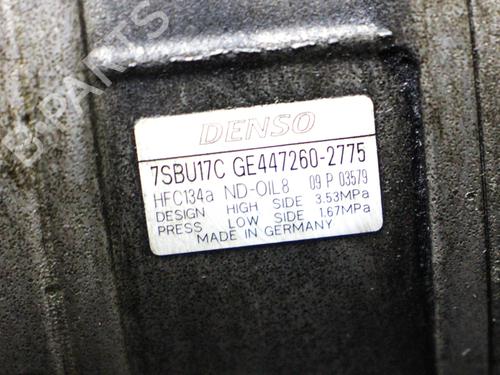 DENSO
7SBU17C GE447260-2775
HFC134a ND-OIL8 09 P 03579
DESIGN HIGH SIDE 3.53MPa
PRESS LOW SIDE 1.67MPa
MADE IN GERMANY
B-PARTS